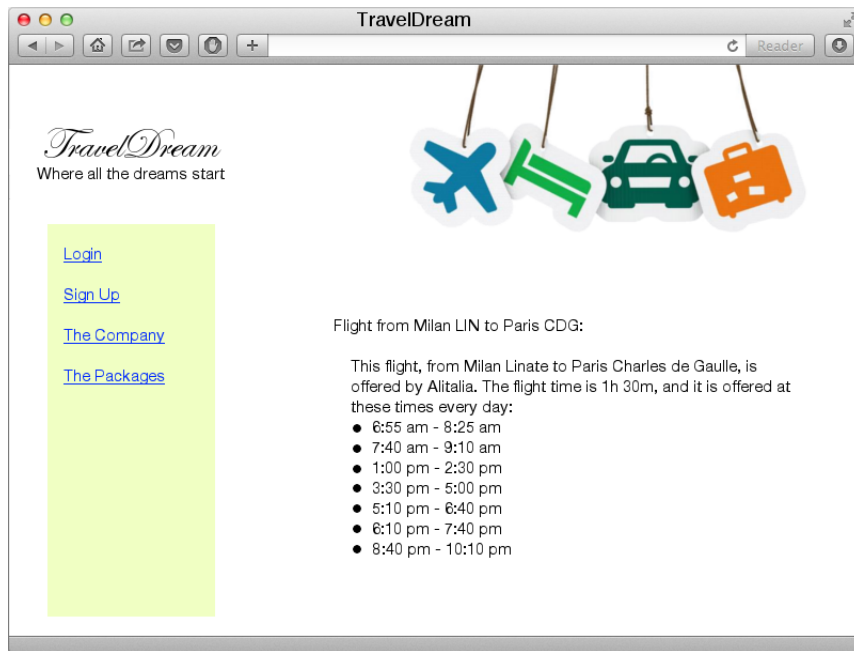 TravelDream
Reader
TravelDream
Where all the dreams start
Login
Sign Up
The Company
The Packages
Flight from Milan LIN to Paris CDG:
This flight, from Milan Linate to Paris Charles de Gaulle, is
offered by Alitalia. The flight time is 1h 30m, and it is offered at
these times every day:
● 6:55 am - 8:25 am
● 7:40 am - 9:10 am
● 1:00 pm - 2:30 pm
● 3:30 pm - 5:00 pm
● 5:10 pm - 6:40 pm
● 6:10 pm - 7:40 pm
● 8:40 pm - 10:10 pm